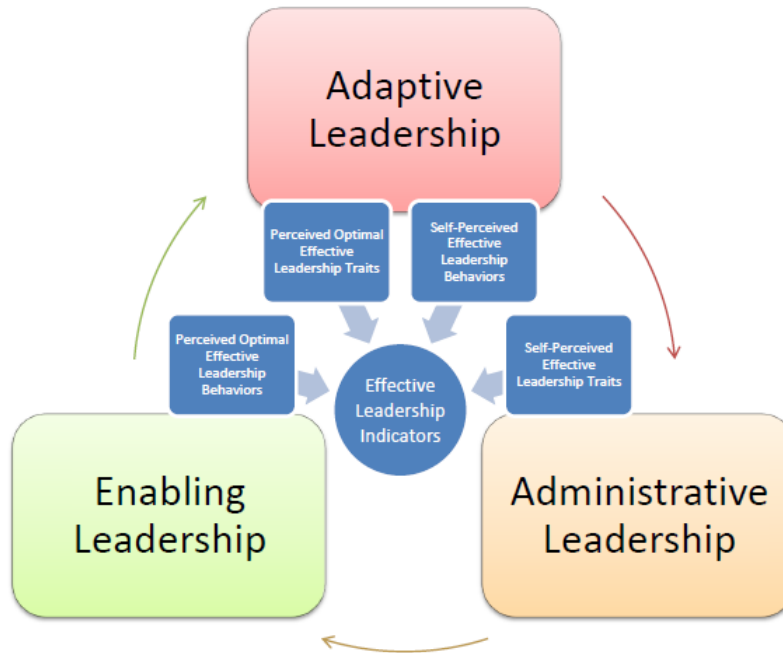 Adaptive
Leadership
Perceived Optimal
Effective
Leadership Traits
Self-Perceived
Effective
Leadership
Behaviors
Perceived Optimal
Effective
Leadership
Behaviors
Self-Perceived
Effective
Leadership Traits
Effective
Leadership
Indicators
Enabling
Leadership
Administrative
Leadership